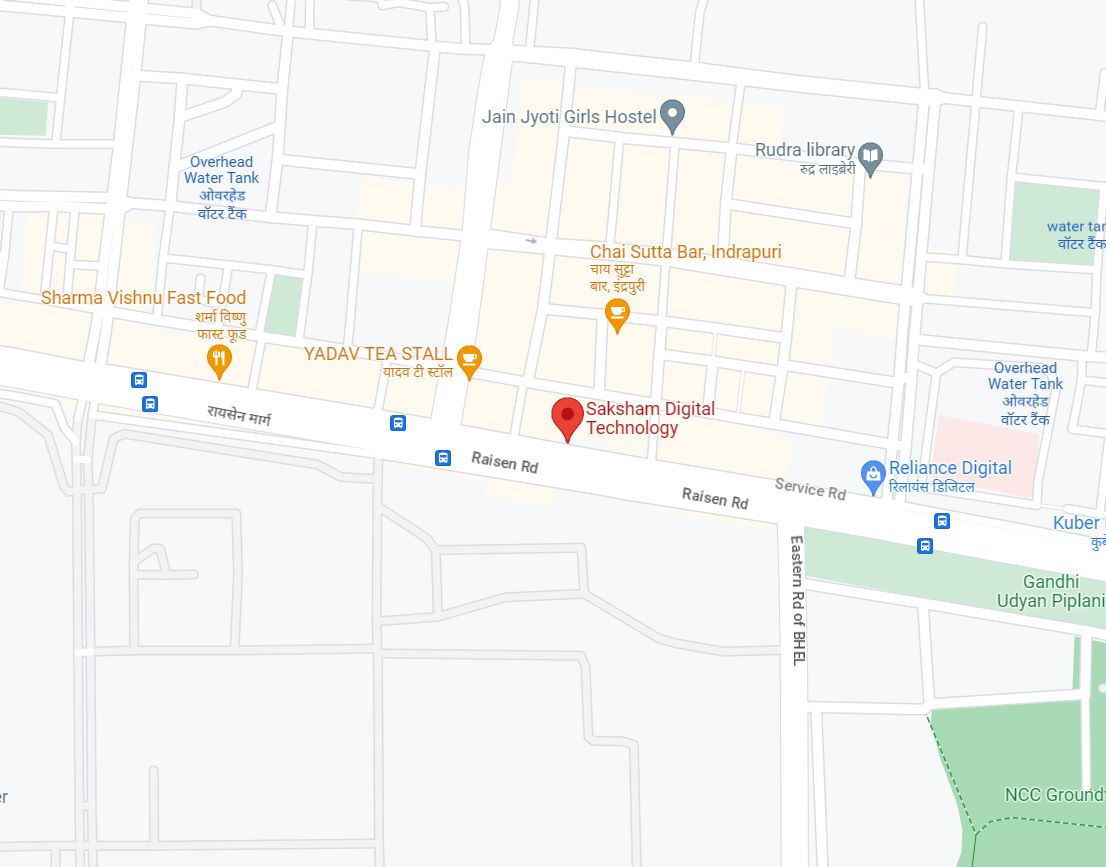 Jain Jyoti Girls Hostel
Rudra library
रुद्र लाइब्रेरी
Overhead
Water Tank
ओवरहेड
वॉटर टैंक
water tar
वॉटर टैंक
Chai Sutta Bar, Indrapuri
चाय सुट्टा
बार, इंद्रपुरी
Sharma Vishnu Fast Food
शर्मा विष्णु
फास्ट फूड
YADAV TEA STALL
यादव टी स्टॉल
Overhead
Water Tank
ओवरहेड
वॉटर टैंक
रायसेन मार्ग
Saksham Digital
Technology
Raisen Rd
Raisen Rd
Service Rd
Reliance Digital
रिलायंस डिजिटल
Kuber
Eastern Rd of BHEL
Gandhi
Udyan Piplani
NCC Ground